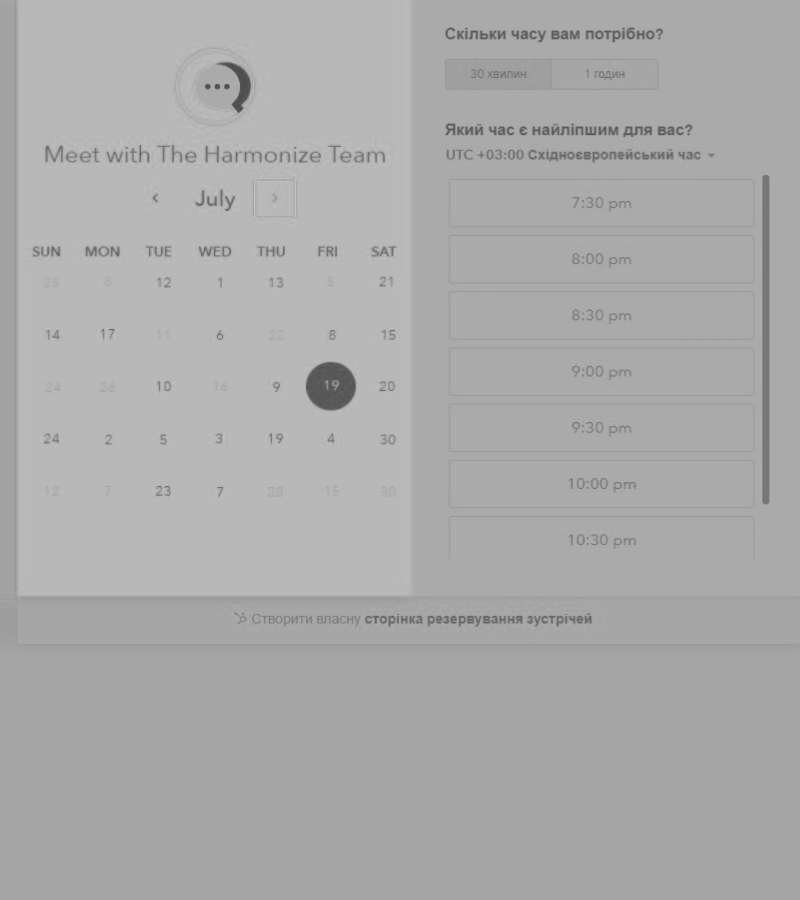 Meet with The Harmonize Team
July
SUN MON TUE WED THU FRI SAT
12 1 13 5 21
14 17 11 6 22 8 15
24 26 10 16 9 19 20
24 2 5 3 19 4 30
12 7 23 7 28 15 30
Скільки часу вам потрібно?
30 хвилин 1 годин
Який час є найліпшим для вас?
UTC +03:00 Східноєвропейський час
7:30 pm
8:00 pm
8:30 pm
9:00 pm
9:30 pm
10:00 pm
10:30 pm
Створити власну сторінка резервування зустрічей